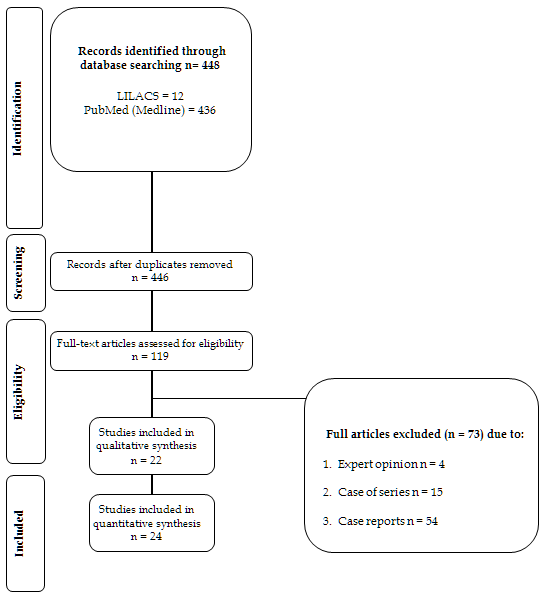 Identification
Records identified through
database searching n= 448
LILACS = 12
PubMed (Medline) = 436
Screening
Records after duplicates removed
n = 446
Eligibility
Full-text articles assessed for eligibility
n = 119
Studies included in
qualitative synthesis
n = 22
Full articles excluded (n = 73) due to:
1. Expert opinion n = 4
2. Case of series n = 15
3. Case reports n = 54
Included
Studies included in
quantitative synthesis
n = 24